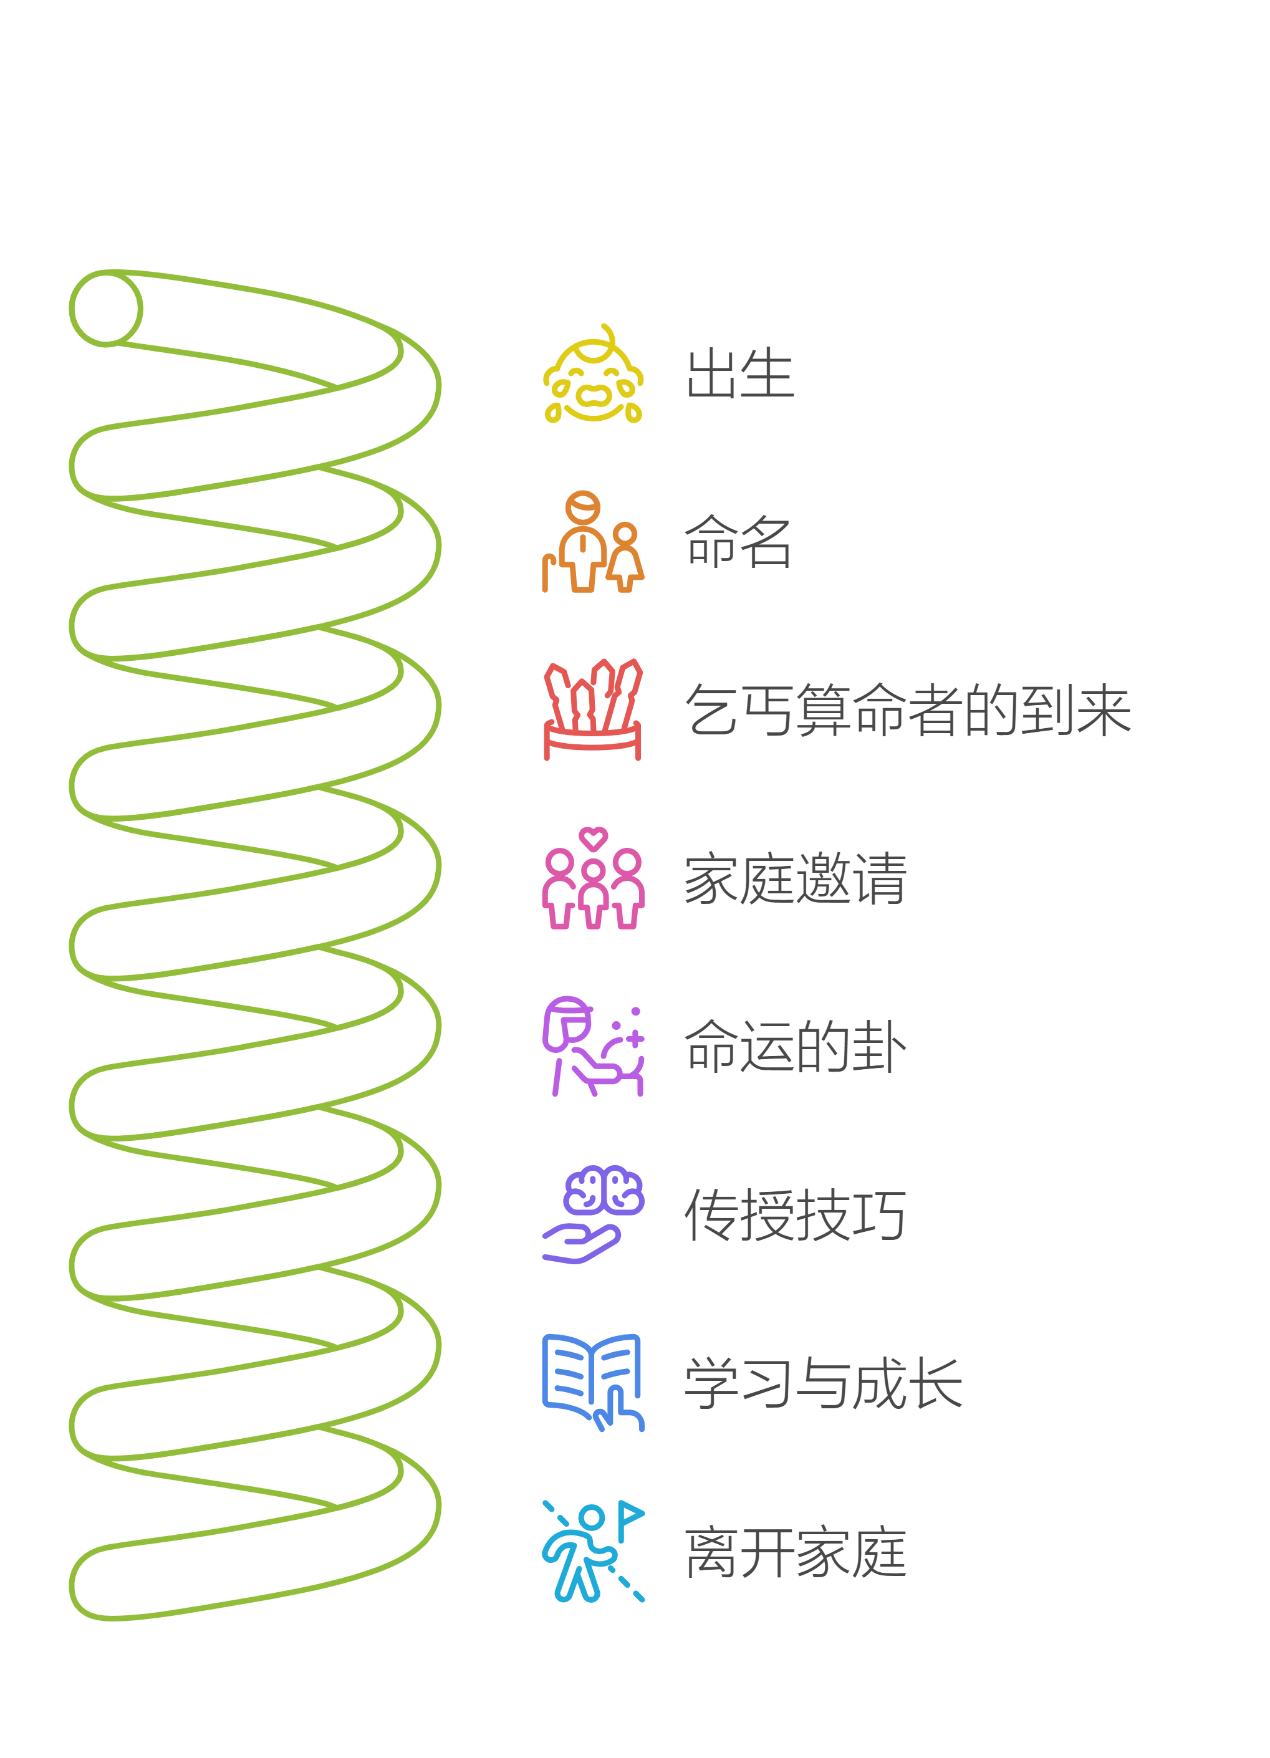 出生
命名
乞丐算命者的到来
家庭邀请
命运的卦
传授技巧
学习与成长
离开家庭